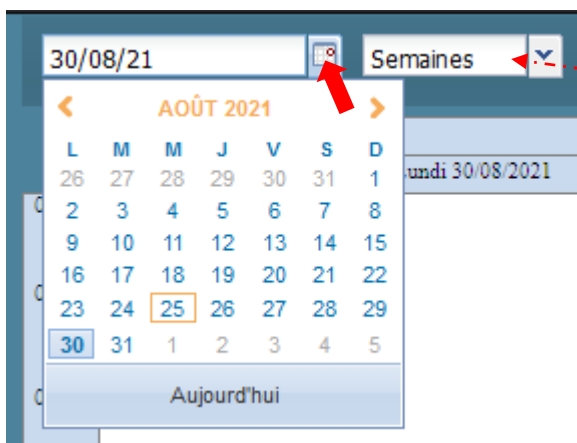 30/08/21 Semaines
AOÛT 2021
L M M J V S D
26 27 28 29 30 31 1
undi 30/08/2021
2 3 4 5 6 7 8
9 10 11 12 13 14 15
16 17 18 19 20 21 22
23 24 25 26 27 28 29
30 31 1 2 3 4 5
Aujourd'hui